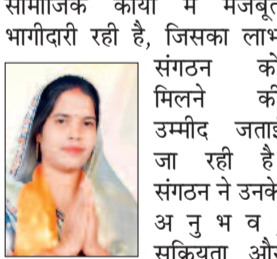 सामाजिक कार्यों में मजबूत
भागीदारी रही है, जिसका लाभ
संगठन को
मिलने की
उम्मीद जताई
जा रही है
संगठन ने उनके
अनुभव,
सक्रियता और